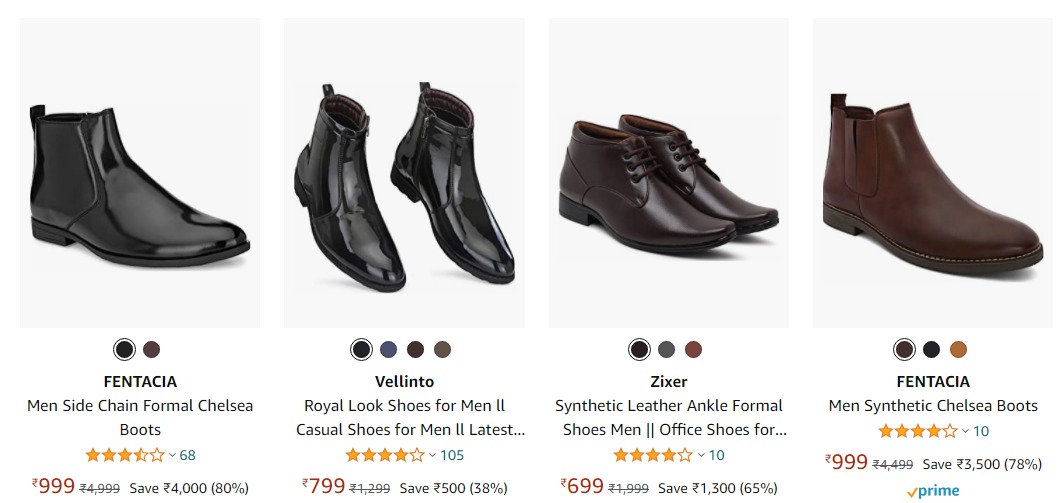 FENTACIA
Men Side Chain Formal Chelsea
Boots
68
₹999 ₹4,999 Save ₹4,000 (80%)
Vellinto
Royal Look Shoes for Men ll
Casual Shoes for Men ll Latest...
105
₹799 ₹1,299 Save ₹500 (38%)
Zixer
Synthetic Leather Ankle Formal
Shoes Men || Office Shoes for...
10
₹699 ₹1,999 Save ₹1,300 (65%)
FENTACIA
Men Synthetic Chelsea Boots
10
₹999 ₹4,499 Save ₹3,500 (78%)
prime